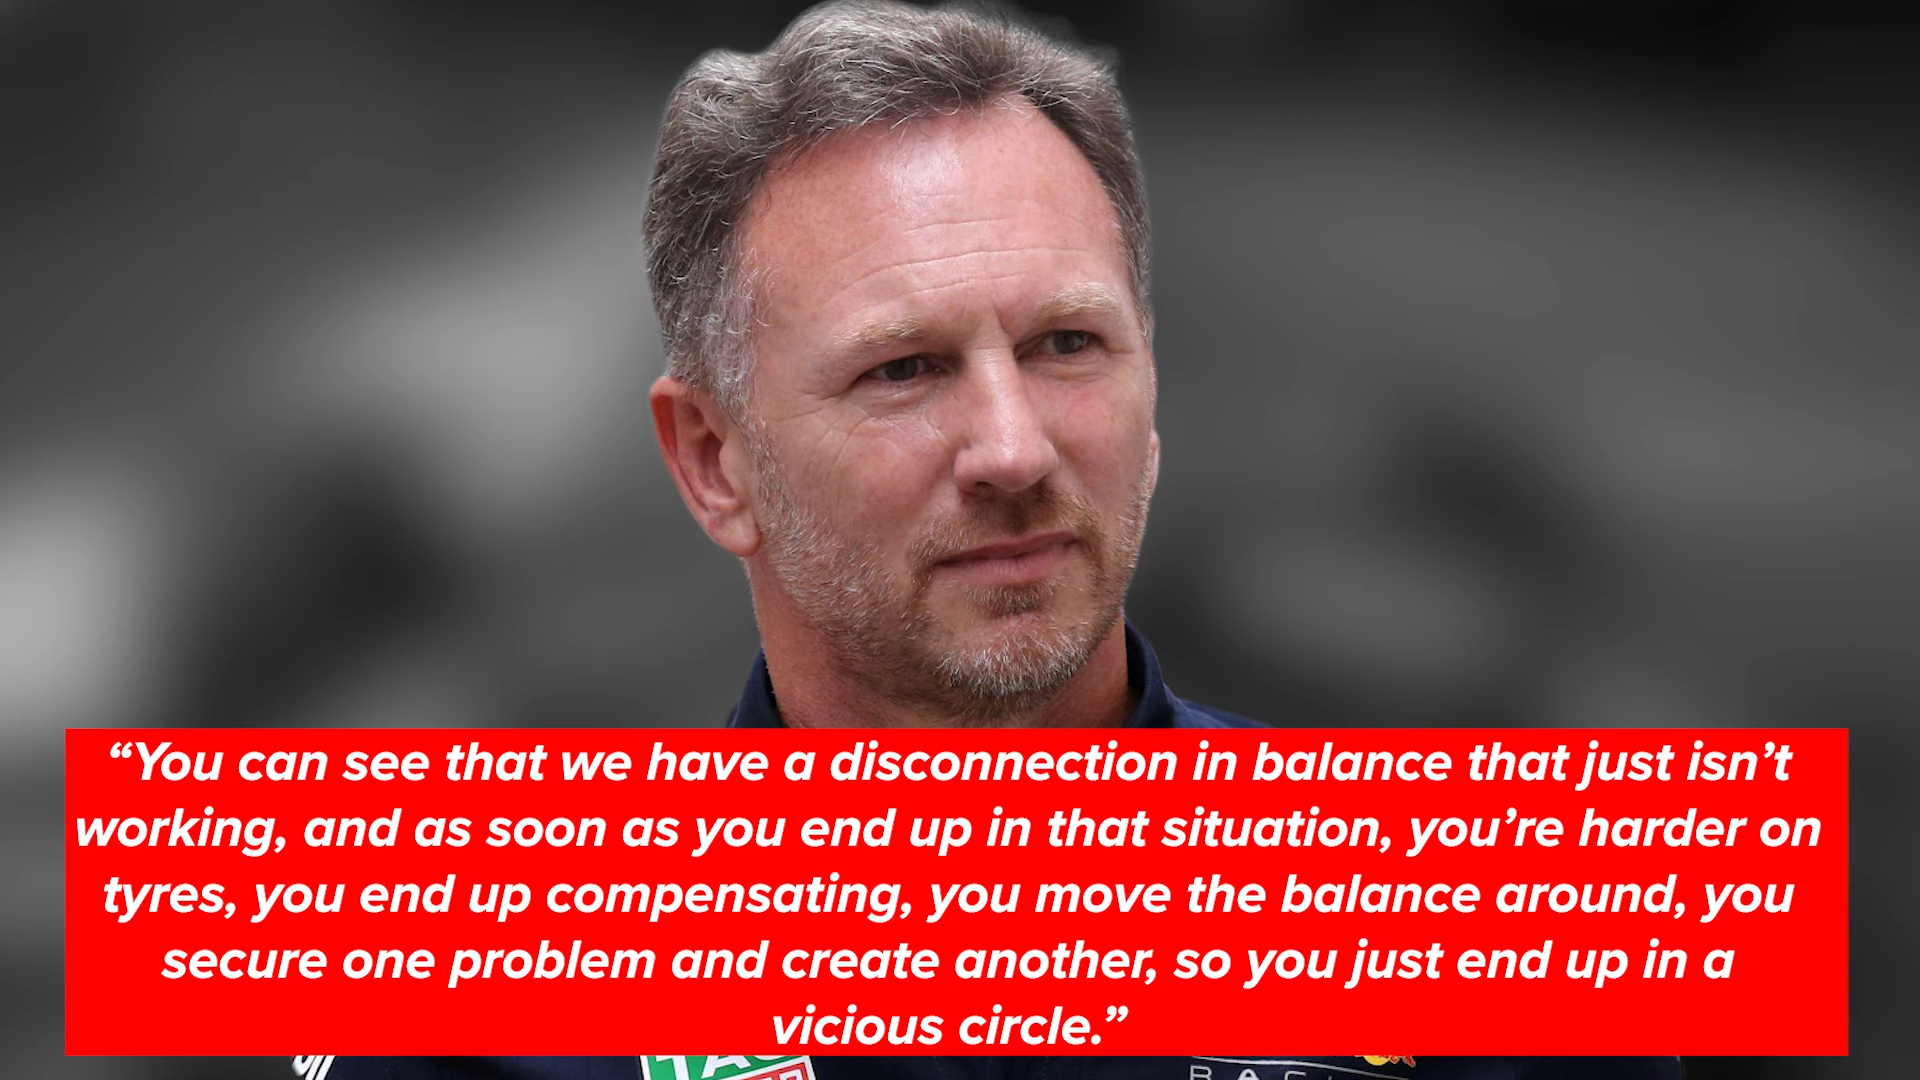 “You can see that we have a disconnection in balance that just isn’t
working, and as soon as you end up in that situation, you’re harder on
tyres, you end up compensating, you move the balance around, you
secure one problem and create another, so you just end up in a
vicious circle.”
TAG
RACI